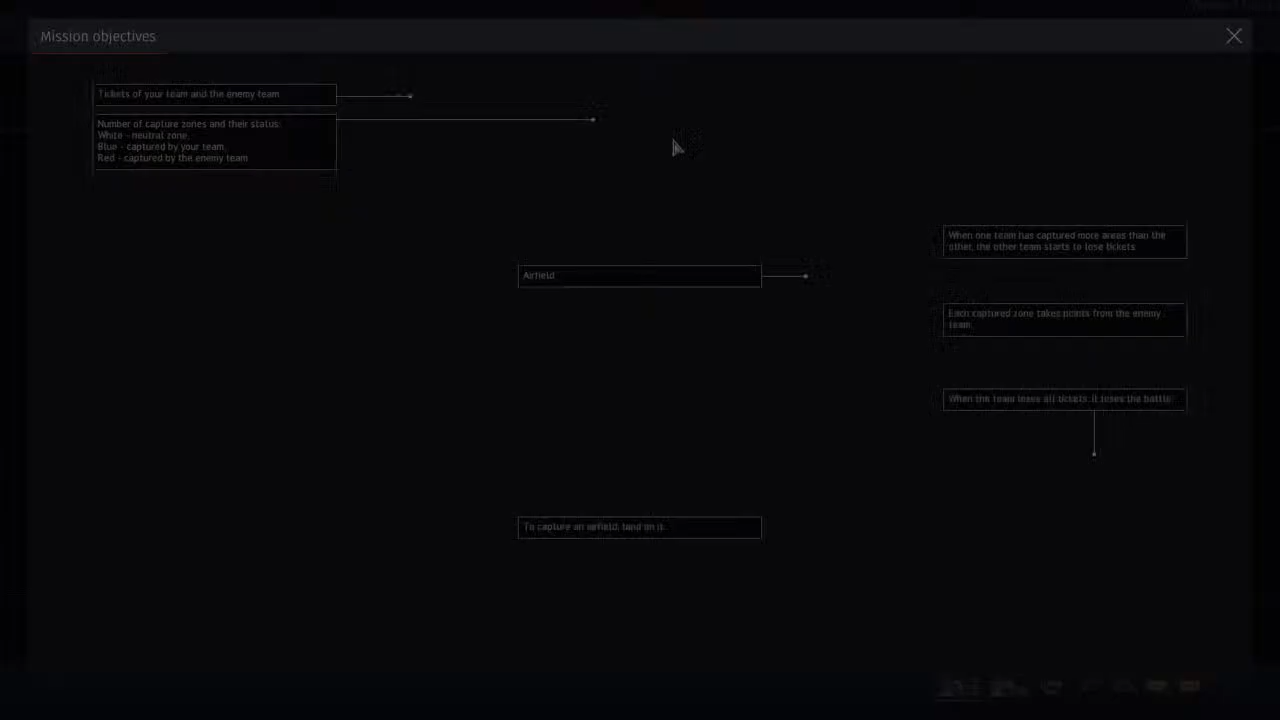 Mission objectives
Tickets of your team and the enemy team
Number of capture zones and their status:
White - neutral zone,
Blue - captured by your team,
Red - captured by the enemy team
When one team has captured more areas than the
other, the other team starts to lose tickets
Airfield
Each captured zone takes points from the enemy
team.
When the team loses all tickets, it loses the battle
To capture an airfield, land on it.